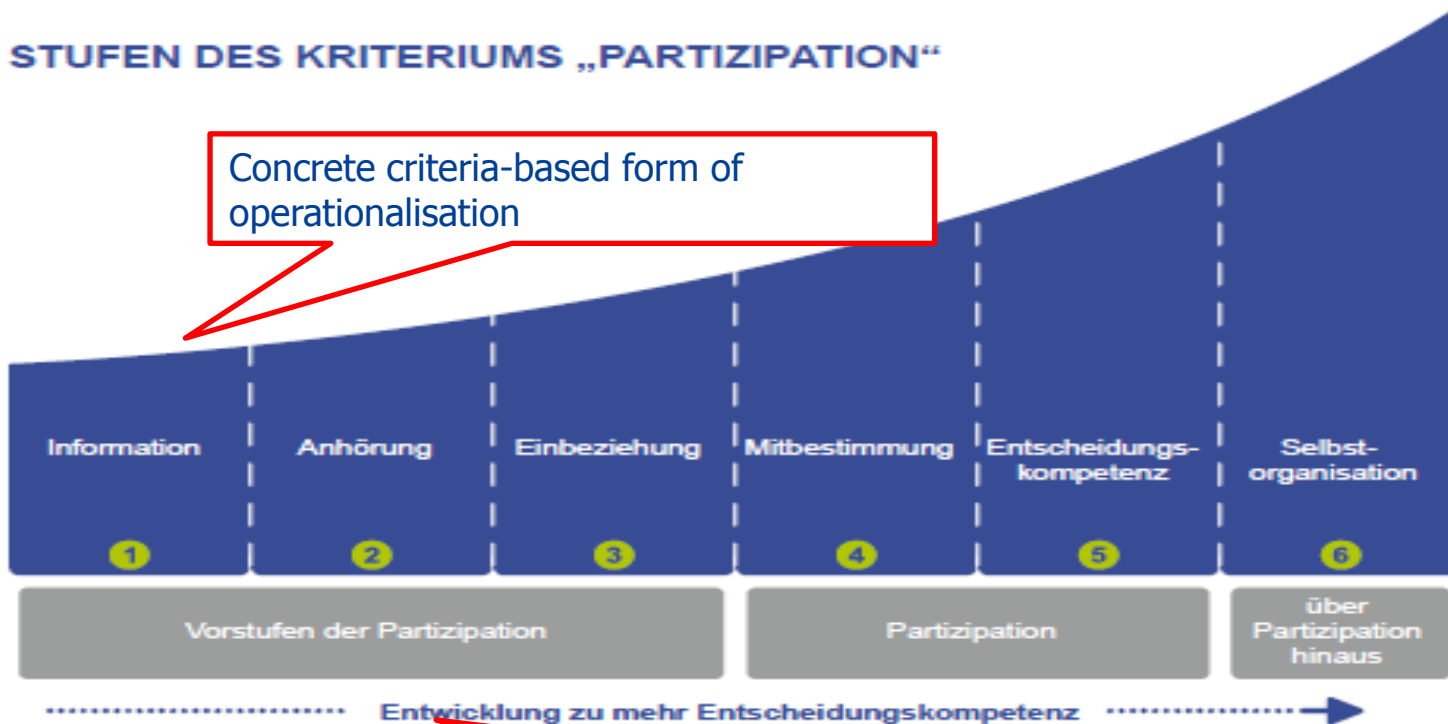 STUFEN DES KRITERIUMS „PARTIZIPATION“
Concrete criteria-based form of
operationalisation
Information
Anhörung
Einbeziehung
Mitbestimmung
Entscheidungs-
kompetenz
Selbst-
organisation
1
2
3
4
5
6
Vorstufen der Partizipation
Partizipation
über
Partizipation
hinaus
Entwicklung zu mehr Entscheidungskompetenz